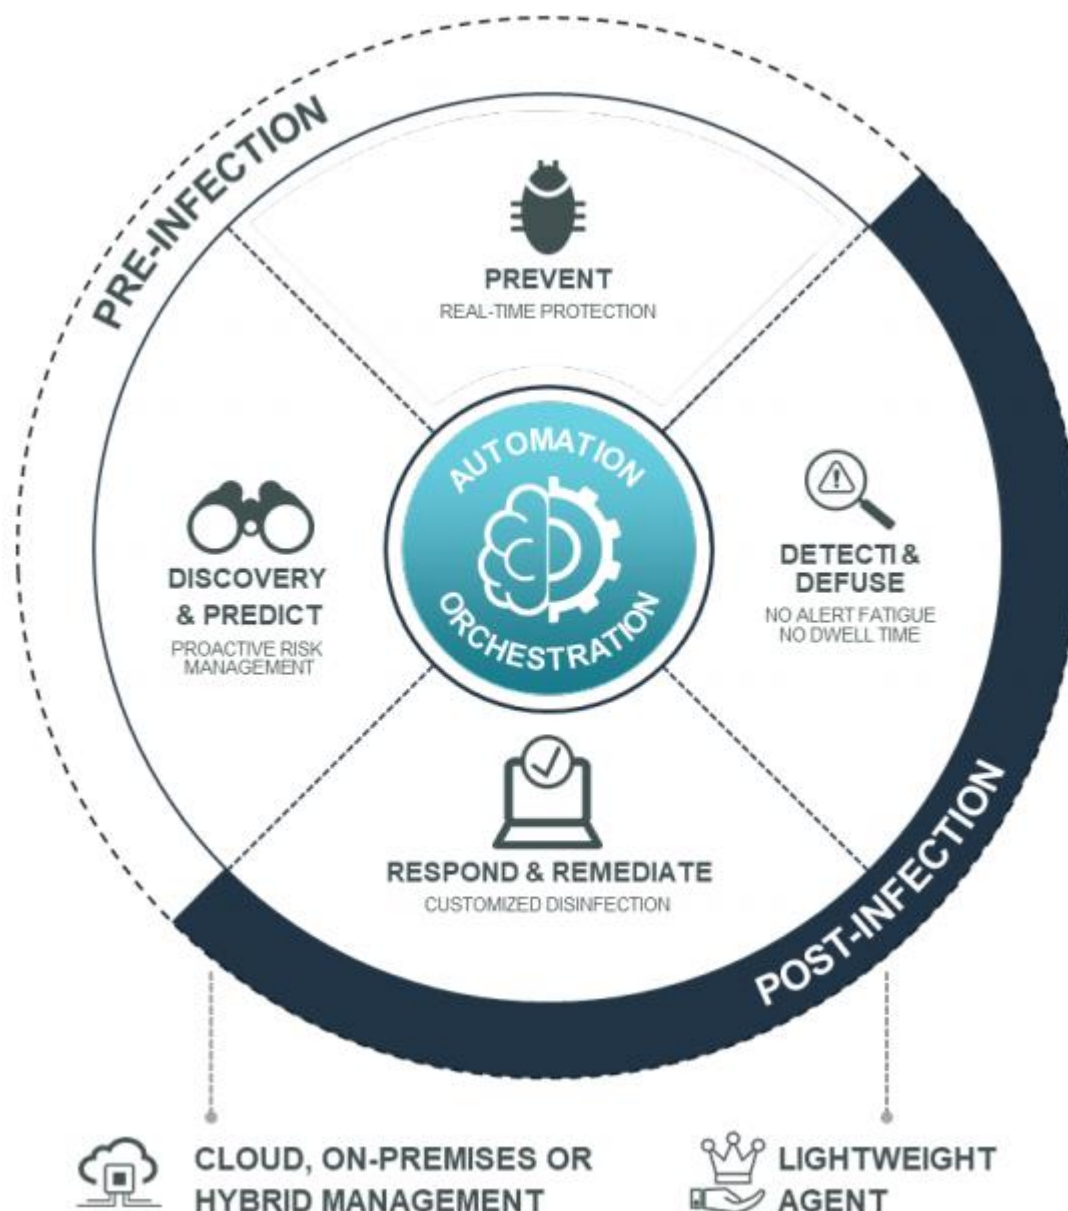 PRE-INFECTION
PREVENT
REAL-TIME PROTECTION
AUTOMATION
ORCHESTRATION
DISCOVERY
& PREDICT
PROACTIVE RISK
MANAGEMENT
DETECTI &
DEFUSE
NO ALERT FATIGUE
NO DWELL TIME
RESPOND & REMEDIATE
CUSTOMIZED DISINFECTION
POST-INFECTION
CLOUD, ON-PREMISES OR
HYBRID MANAGEMENT
LIGHTWEIGHT
AGENT